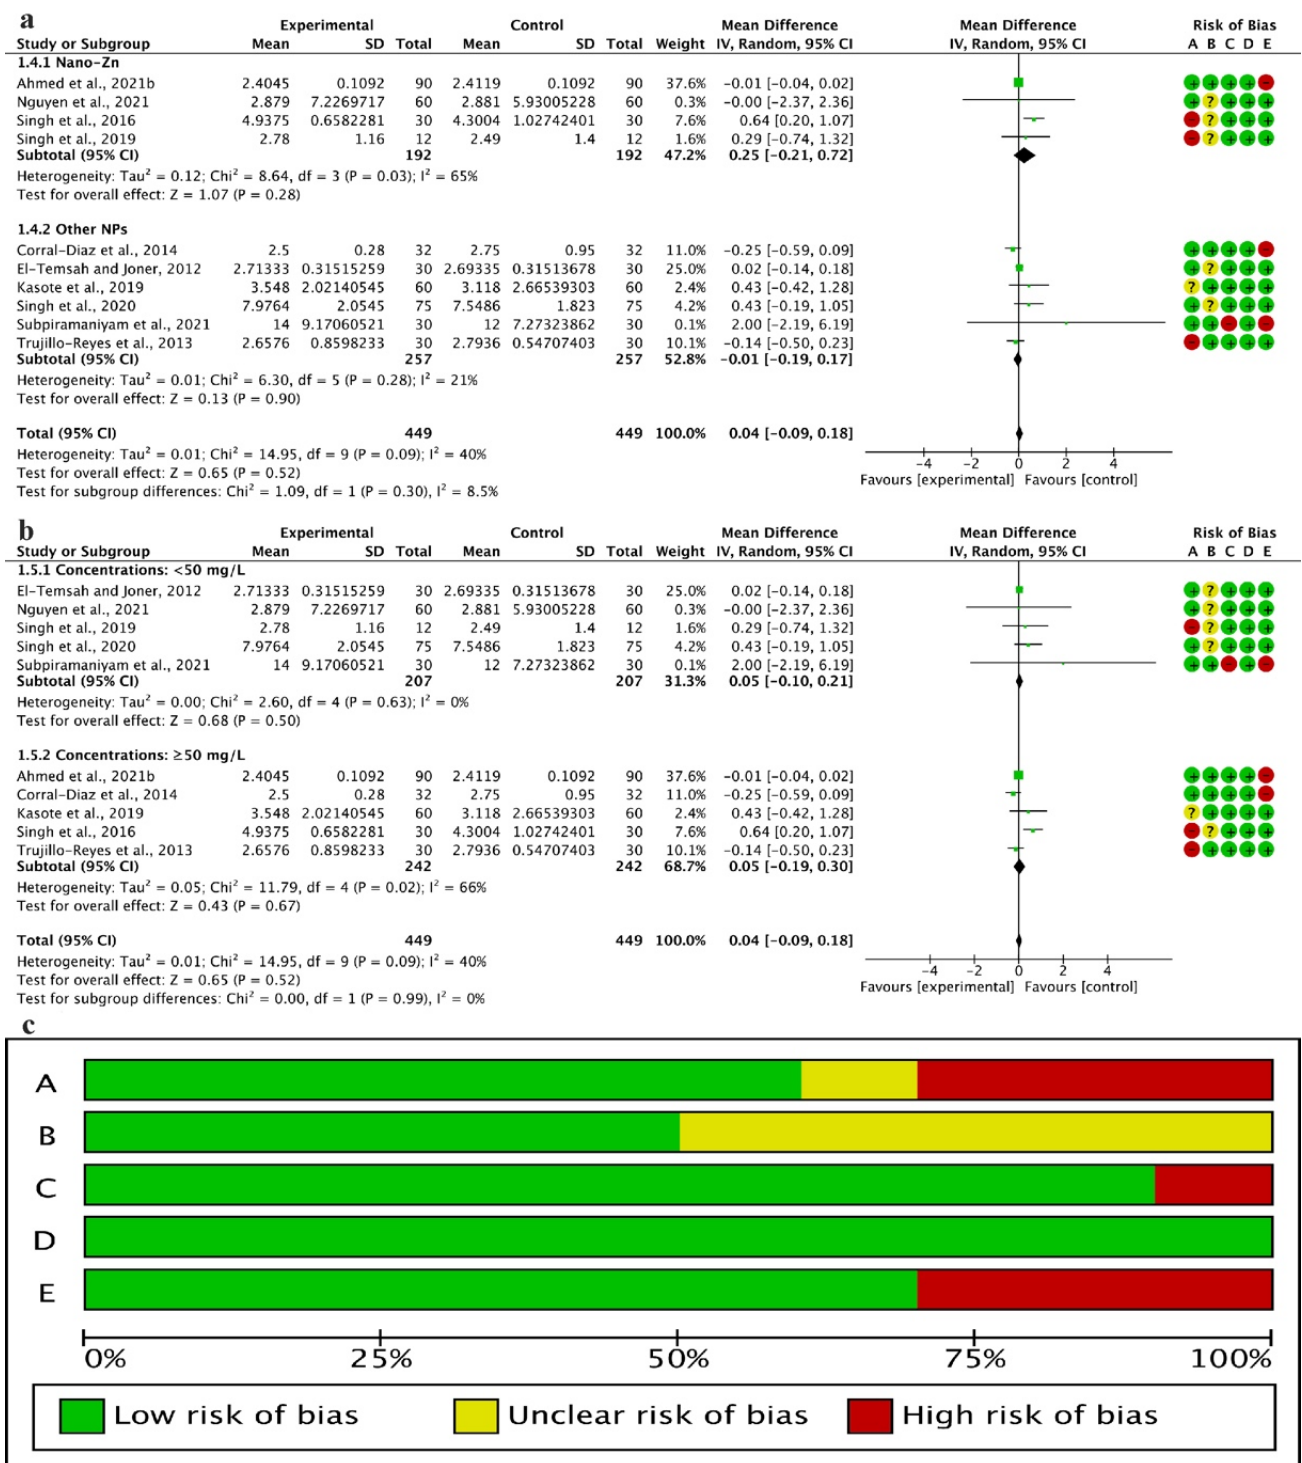 a
Experimental Control Mean Difference Mean Difference Risk of Bias
Study or Subgroup Mean SD Total Mean SD Total Weight IV, Random, 95% CI IV, Random, 95% CI A B C D E
1.4.1 Nano-Zn
Ahmed et al., 2021b 2.4045 0.1092 90 2.4119 0.1092 90 37.6% −0.01 [−0.04, 0.02] + + + + -
Nguyen et al., 2021 2.879 7.2269717 60 2.881 5.93005228 60 0.3% −0.00 [−2.37, 2.36] + ? + + +
Singh et al., 2016 4.9375 0.6582281 30 4.3004 1.02742401 30 7.6% 0.64 [0.20, 1.07] - ? + + +
Singh et al., 2019 2.78 1.16 12 2.49 1.4 12 1.6% 0.29 [−0.74, 1.32] - ? + + +
Subtotal (95% CI) 192 192 47.2% 0.25 [−0.21, 0.72]
Heterogeneity: Tau² = 0.12; Chi² = 8.64, df = 3 (P = 0.03); I² = 65%
Test for overall effect: Z = 1.07 (P = 0.28)
1.4.2 Other NPs
Corral-Diaz et al., 2014 2.5 0.28 32 2.75 0.95 32 11.0% −0.25 [−0.59, 0.09] + + + + -
El-Temsah and Joner, 2012 2.71333 0.31515259 30 2.69335 0.31513678 30 25.0% 0.02 [−0.14, 0.18] + ? + + +
Kasote et al., 2019 3.548 2.02140545 60 3.118 2.66539303 60 2.4% 0.43 [−0.42, 1.28] ? + + + +
Singh et al., 2020 7.9764 2.0545 75 7.5486 1.823 75 4.2% 0.43 [−0.19, 1.05] + ? + + +
Subpiramaniyam et al., 2021 14 9.17060521 30 12 7.27323862 30 0.1% 2.00 [−2.19, 6.19] + + - + -
Trujillo-Reyes et al., 2013 2.6576 0.8598233 30 2.7936 0.54707403 30 10.1% −0.14 [−0.50, 0.23] - + + + +
Subtotal (95% CI) 257 257 52.8% −0.01 [−0.19, 0.17]
Heterogeneity: Tau² = 0.01; Chi² = 6.30, df = 5 (P = 0.28); I² = 21%
Test for overall effect: Z = 0.13 (P = 0.90)
Total (95% CI) 449 449 100.0% 0.04 [−0.09, 0.18]
Heterogeneity: Tau² = 0.01; Chi² = 14.95, df = 9 (P = 0.09); I² = 40%
−4 −2 0 2 4
Test for overall effect: Z = 0.65 (P = 0.52)
Favours [experimental] Favours [control]
Test for subgroup differences: Chi² = 1.09, df = 1 (P = 0.30), I² = 8.5%
b
Experimental Control Mean Difference Mean Difference Risk of Bias
Study or Subgroup Mean SD Total Mean SD Total Weight IV, Random, 95% CI IV, Random, 95% CI A B C D E
1.5.1 Concentrations: <50 mg/L
El-Temsah and Joner, 2012 2.71333 0.31515259 30 2.69335 0.31513678 30 25.0% 0.02 [−0.14, 0.18] + ? + + +
Nguyen et al., 2021 2.879 7.2269717 60 2.881 5.93005228 60 0.3% −0.00 [−2.37, 2.36] + ? + + +
Singh et al., 2019 2.78 1.16 12 2.49 1.4 12 1.6% 0.29 [−0.74, 1.32] - ? + + +
Singh et al., 2020 7.9764 2.0545 75 7.5486 1.823 75 4.2% 0.43 [−0.19, 1.05] + ? + + +
Subpiramaniyam et al., 2021 14 9.17060521 30 12 7.27323862 30 0.1% 2.00 [−2.19, 6.19] + + - + -
Subtotal (95% CI) 207 207 31.3% 0.05 [−0.10, 0.21]
Heterogeneity: Tau² = 0.00; Chi² = 2.60, df = 4 (P = 0.63); I² = 0%
Test for overall effect: Z = 0.68 (P = 0.50)
1.5.2 Concentrations: ≥50 mg/L
Ahmed et al., 2021b 2.4045 0.1092 90 2.4119 0.1092 90 37.6% −0.01 [−0.04, 0.02] + + + + -
Corral-Diaz et al., 2014 2.5 0.28 32 2.75 0.95 32 11.0% −0.25 [−0.59, 0.09] + + + + -
Kasote et al., 2019 3.548 2.02140545 60 3.118 2.66539303 60 2.4% 0.43 [−0.42, 1.28] ? + + + +
Singh et al., 2016 4.9375 0.6582281 30 4.3004 1.02742401 30 7.6% 0.64 [0.20, 1.07] - ? + + +
Trujillo-Reyes et al., 2013 2.6576 0.8598233 30 2.7936 0.54707403 30 10.1% −0.14 [−0.50, 0.23] - + + + +
Subtotal (95% CI) 242 242 68.7% 0.05 [−0.19, 0.30]
Heterogeneity: Tau² = 0.05; Chi² = 11.79, df = 4 (P = 0.02); I² = 66%
Test for overall effect: Z = 0.43 (P = 0.67)
Total (95% CI) 449 449 100.0% 0.04 [−0.09, 0.18]
Heterogeneity: Tau² = 0.01; Chi² = 14.95, df = 9 (P = 0.09); I² = 40%
−4 −2 0 2 4
Test for overall effect: Z = 0.65 (P = 0.52)
Favours [experimental] Favours [control]
Test for subgroup differences: Chi² = 0.00, df = 1 (P = 0.99), I² = 0%
c
A
B
C
D
E
0% 25% 50% 75% 100%
Low risk of bias Unclear risk of bias High risk of bias